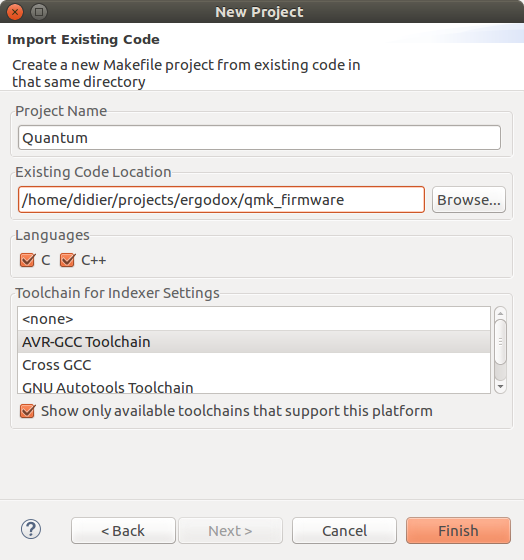 New Project
Import Existing Code
Create a new Makefile project from existing code in
that same directory
Project Name
Quantum
Existing Code Location
/home/didier/projects/ergodox/qmk_firmware
Browse...
Languages
C
C++
Toolchain for Indexer Settings
<none>
AVR-GCC Toolchain
Cross GCC
GNU Autotools Toolchain
Show only available toolchains that support this platform
?
< Back
Next >
Cancel
Finish